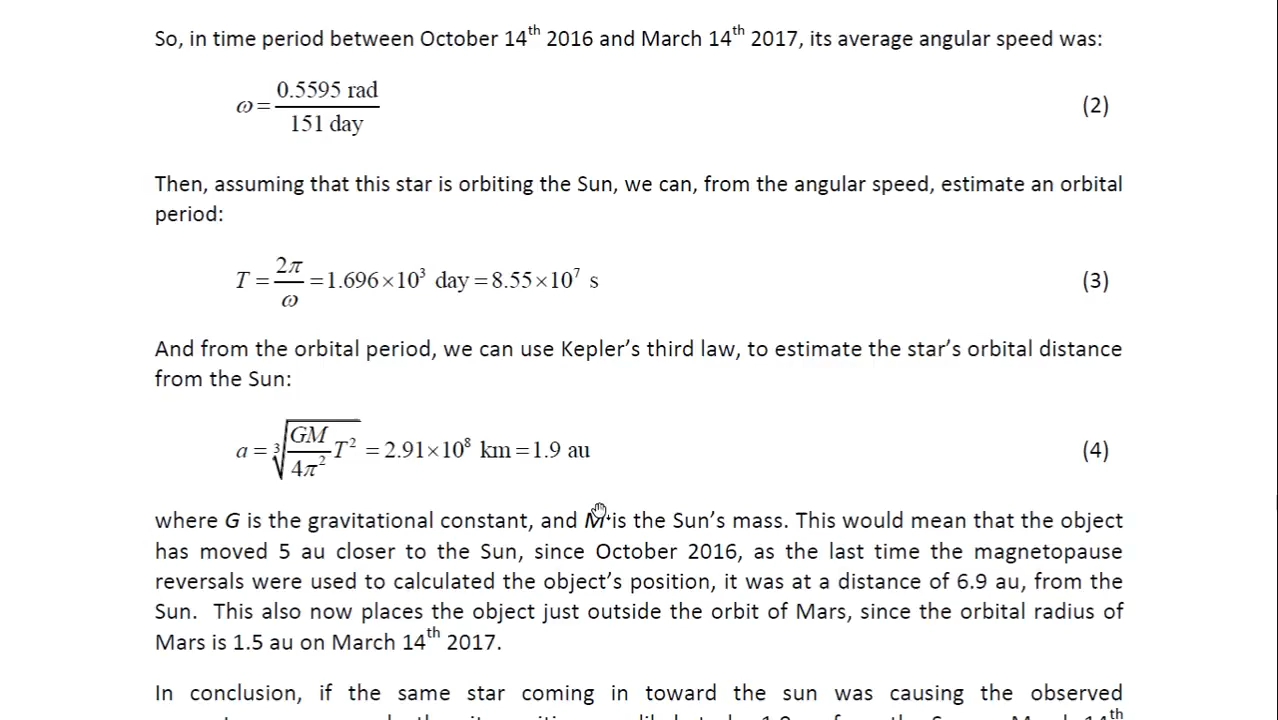 So, in time period between October 14th 2016 and March 14th 2017, its average angular speed was:
ω = 0.5595 rad / 151 day (2)
Then, assuming that this star is orbiting the Sun, we can, from the angular speed, estimate an orbital
period:
T = 2π / ω = 1.696×10³ day = 8.55×10⁷ s (3)
And from the orbital period, we can use Kepler's third law, to estimate the star's orbital distance
from the Sun:
a = ∛(GM / 4π² T²) = 2.91×10⁸ km = 1.9 au (4)
where G is the gravitational constant, and M is the Sun's mass. This would mean that the object
has moved 5 au closer to the Sun, since October 2016, as the last time the magnetopause
reversals were used to calculated the object's position, it was at a distance of 6.9 au, from the
Sun. This also now places the object just outside the orbit of Mars, since the orbital radius of
Mars is 1.5 au on March 14th 2017.
In conclusion, if the same star coming in toward the sun was causing the observed